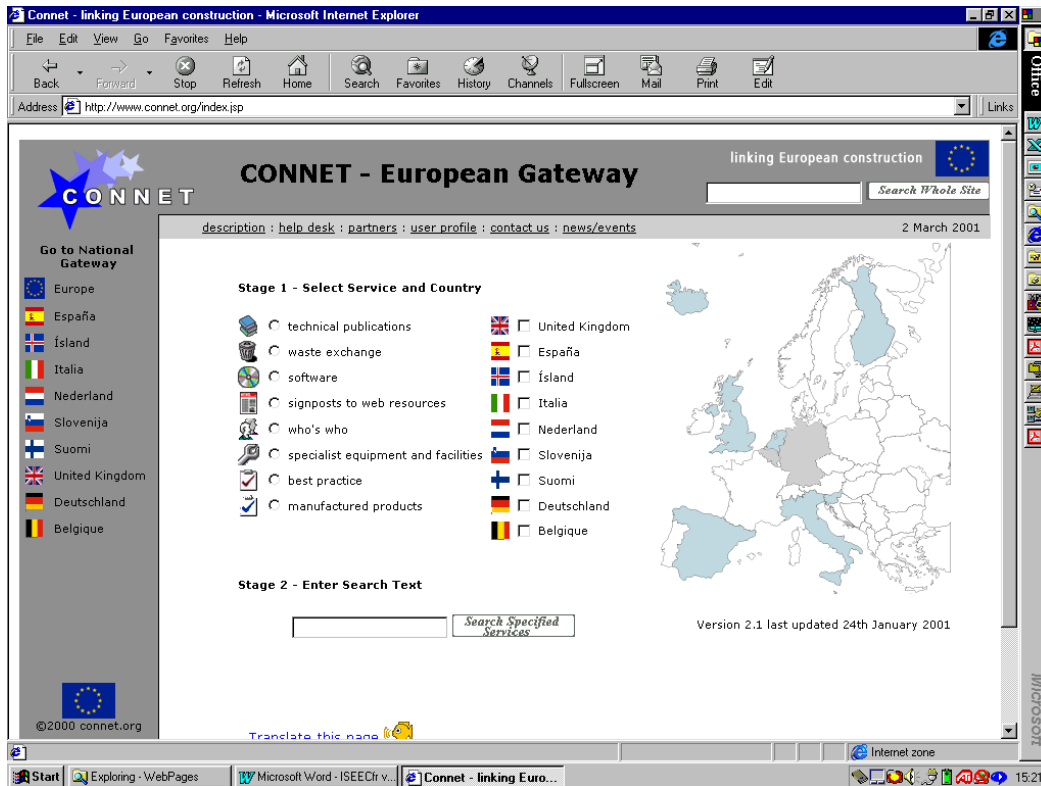 Connet - linking European construction - Microsoft Internet Explorer
File Edit View Go Favorites Help
Back Forward Stop Refresh Home Search Favorites History Channels Fullscreen Mail Print Edit
Address http://www.connet.org/index.jsp Links
Office
CONNET
CONNET - European Gateway
linking European construction
Search Whole Site
description : help desk : partners : user profile : contact us : news/events
2 March 2001
Go to National
Gateway
Europe
España
Ísland
Italia
Nederland
Slovenija
Suomi
United Kingdom
Deutschland
Belgique
Stage 1 - Select Service and Country
technical publications
waste exchange
software
signposts to web resources
who's who
specialist equipment and facilities
best practice
manufactured products
United Kingdom
España
Ísland
Italia
Nederland
Slovenija
Suomi
Deutschland
Belgique
Stage 2 - Enter Search Text
Search Specified
Services
Version 2.1 last updated 24th January 2001
Translate this page
©2000 connet.org
Microsoft
Internet zone
Start Exploring - WebPages Microsoft Word - ISEECfr v... Connet - linking Euro... 15:21